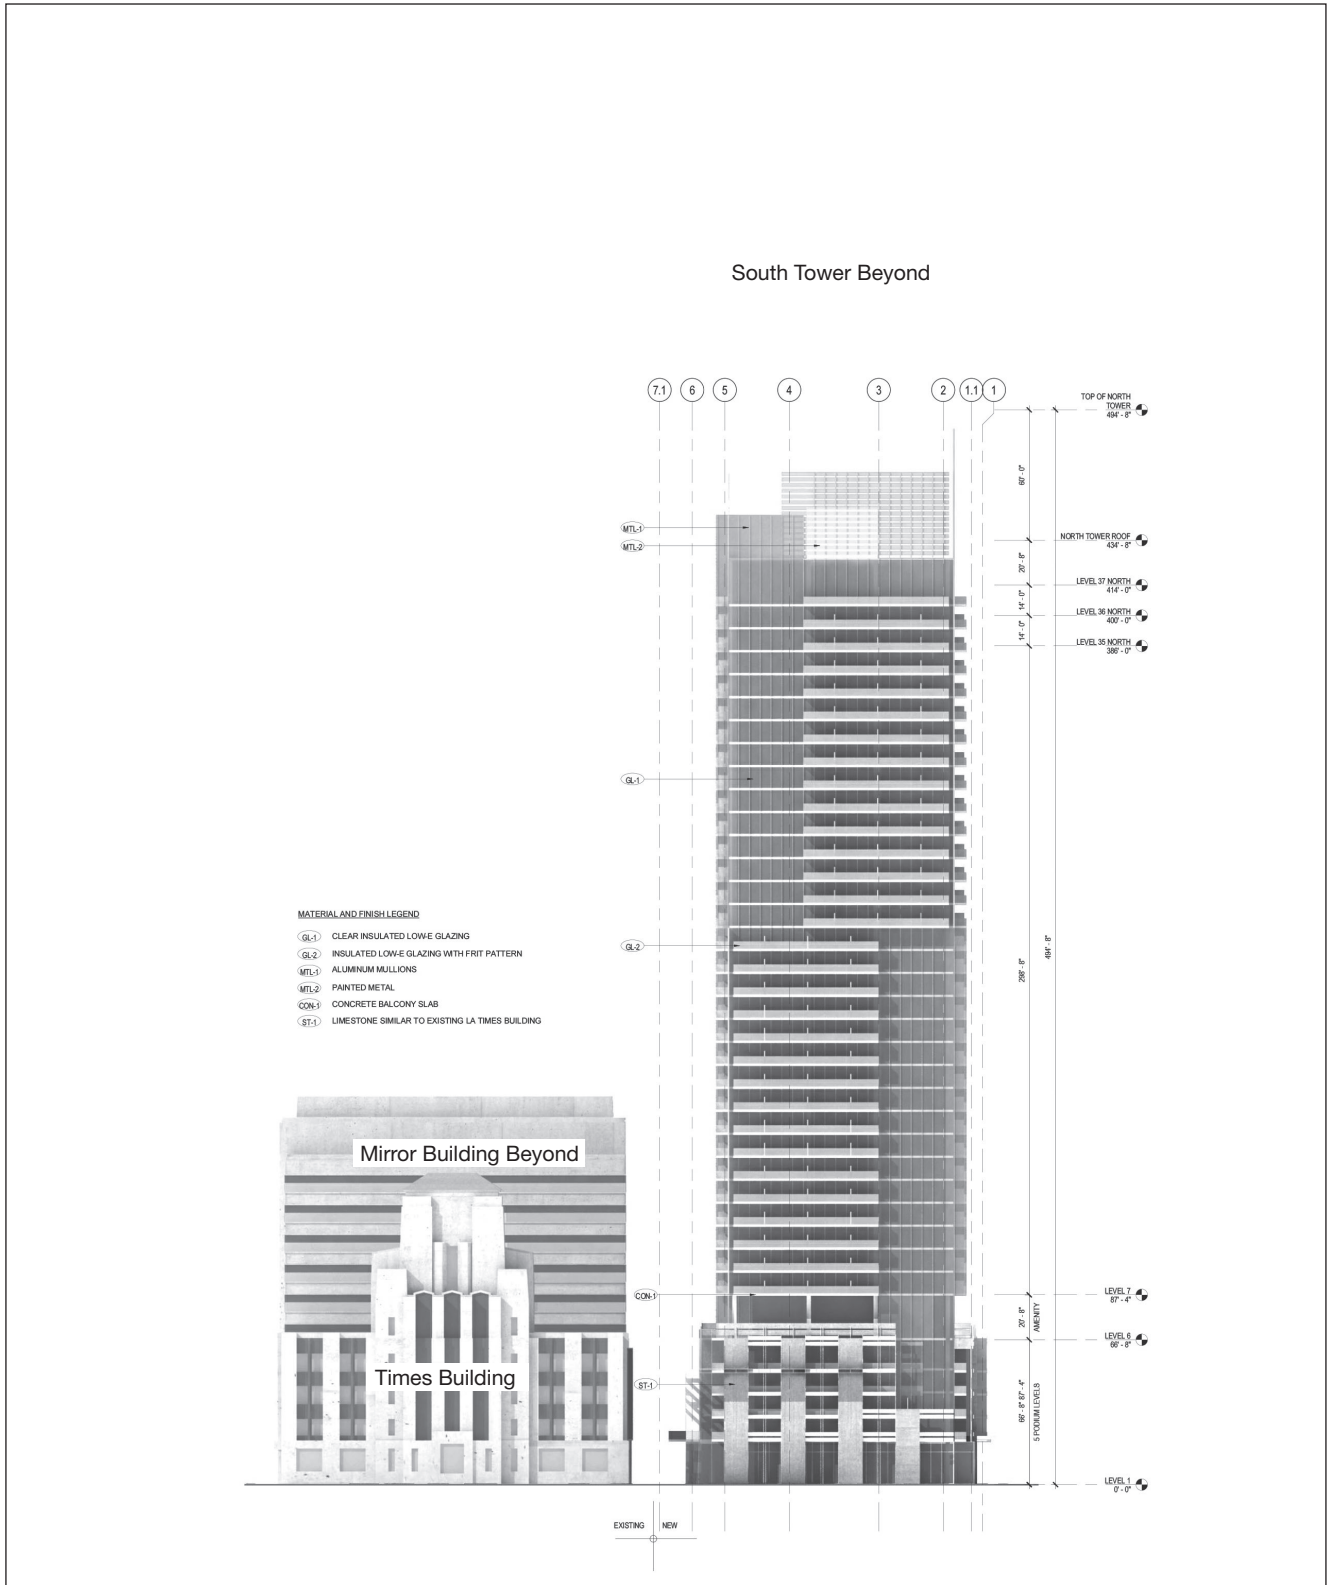 South Tower Beyond
7.1 6 5 4 3 2 1.1 1
TOP OF NORTH
TOWER
494' - 8"
60' - 0"
MTL-1
MTL-2
NORTH TOWER ROOF
434' - 8"
20' - 8"
LEVEL 37 NORTH
414' - 0"
14' - 0"
LEVEL 36 NORTH
400' - 0"
14' - 0"
LEVEL 35 NORTH
386' - 0"
GL-1
GL-2
298' - 8"
494' - 8"
MATERIAL AND FINISH LEGEND
GL-1 CLEAR INSULATED LOW-E GLAZING
GL-2 INSULATED LOW-E GLAZING WITH FRIT PATTERN
MTL-1 ALUMINUM MULLIONS
MTL-2 PAINTED METAL
CON-1 CONCRETE BALCONY SLAB
ST-1 LIMESTONE SIMILAR TO EXISTING LA TIMES BUILDING
Mirror Building Beyond
Times Building
CON-1
LEVEL 7
87' - 4"
20' - 8"
AMENITY
LEVEL 6
66' - 8"
ST-1
66' - 8" 87' - 4"
5 PODIUM LEVELS
LEVEL 1
0' - 0"
EXISTING NEW